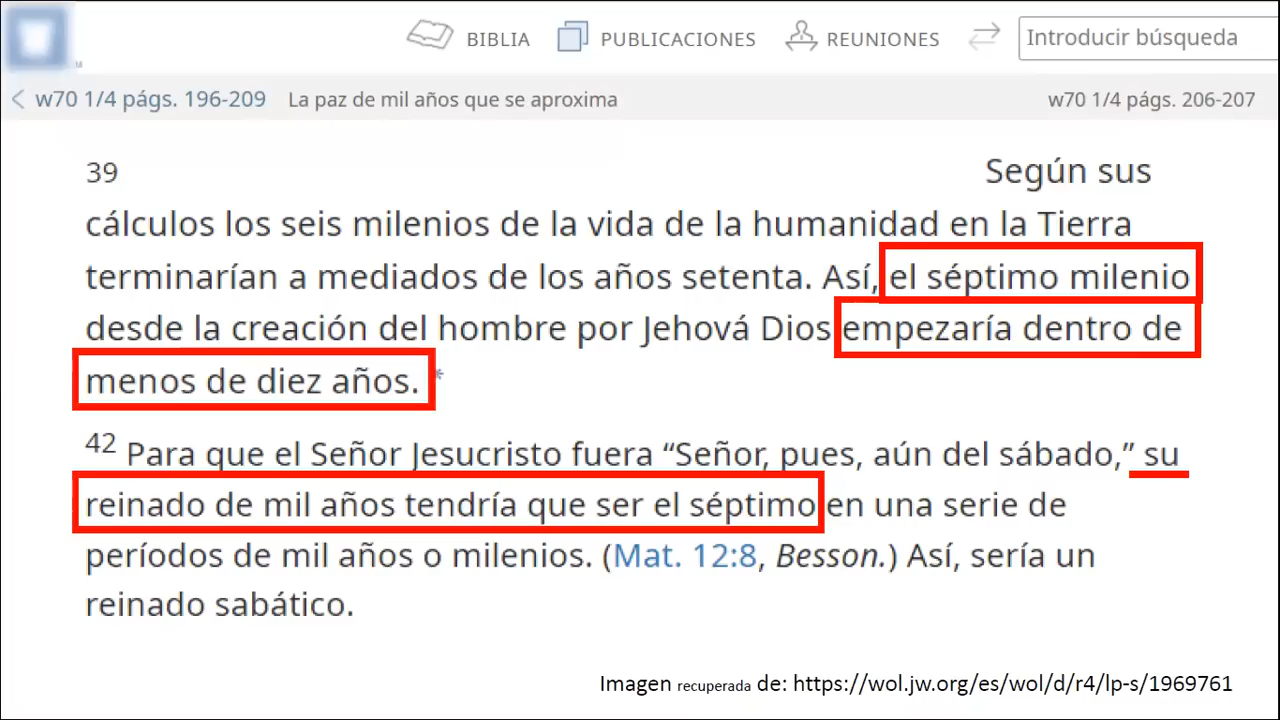 BIBLIA PUBLICACIONES REUNIONES Introducir búsqueda
w70 1/4 págs. 196-209 La paz de mil años que se aproxima w70 1/4 págs. 206-207
39 Según sus
cálculos los seis milenios de la vida de la humanidad en la Tierra
terminarían a mediados de los años setenta. Así, el séptimo milenio
desde la creación del hombre por Jehová Dios empezaría dentro de
menos de diez años. *
42 Para que el Señor Jesucristo fuera “Señor, pues, aún del sábado,” su
reinado de mil años tendría que ser el séptimo en una serie de
períodos de mil años o milenios. (Mat. 12:8, Besson.) Así, sería un
reinado sabático.
Imagen recuperada de: https://wol.jw.org/es/wol/d/r4/lp-s/1969761